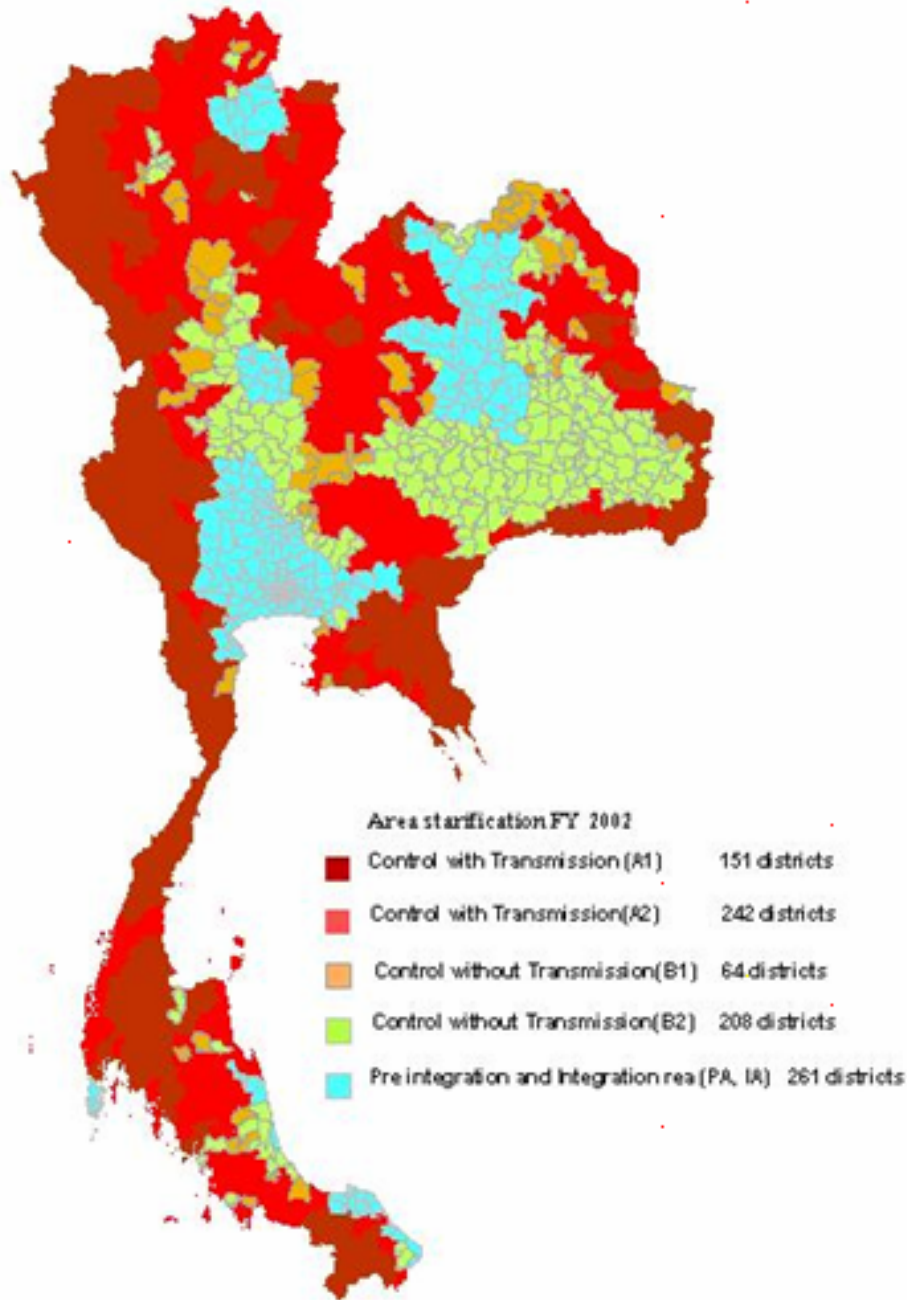 Area starification FY 2002
Control with Transmission (A1) 151 districts
Control with Transmission(A2) 242 districts
Control without Transmission(B1) 64 districts
Control without Transmission(B2) 208 districts
Pre integration and Integration rea (PA, IA) 261 districts